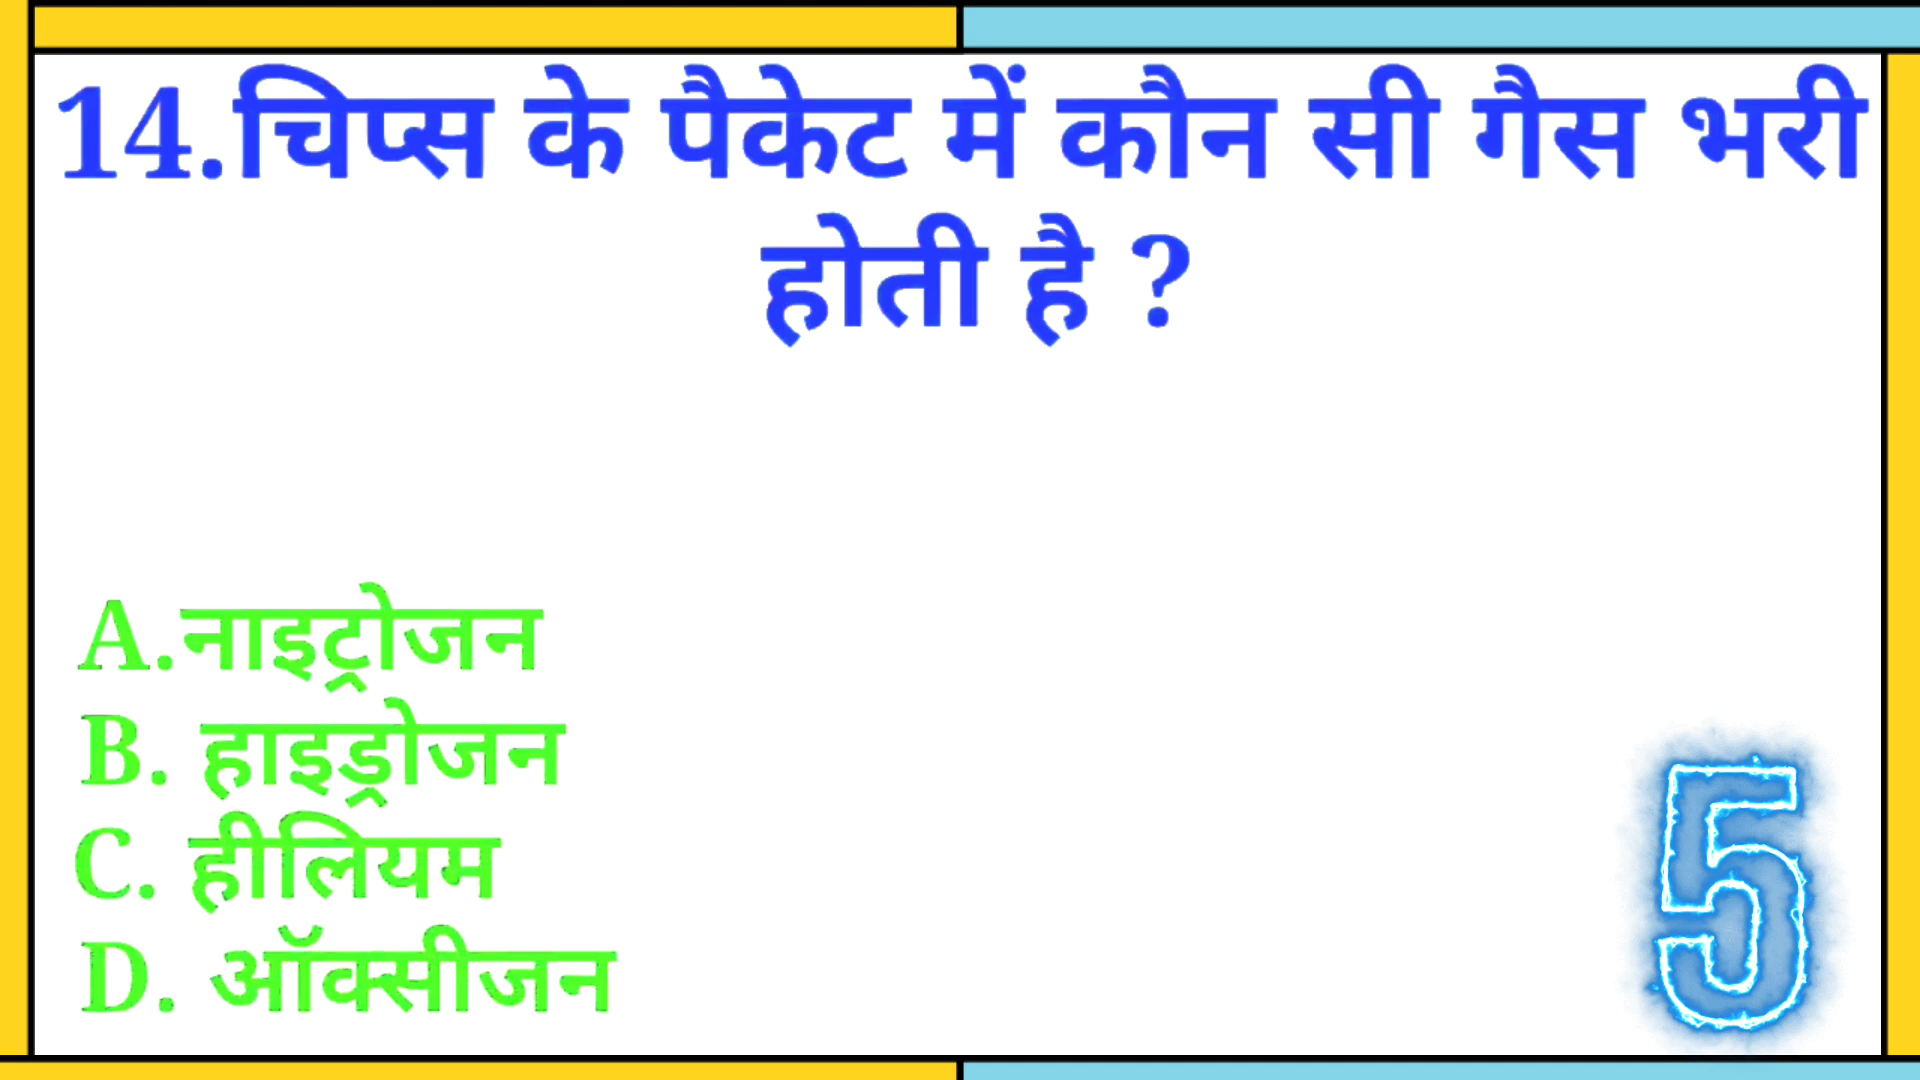 14.चिप्स के पैकेट में कौन सी गैस भरी
होती है ?
A.नाइट्रोजन
B. हाइड्रोजन
C. हीलियम
D. ऑक्सीजन
5